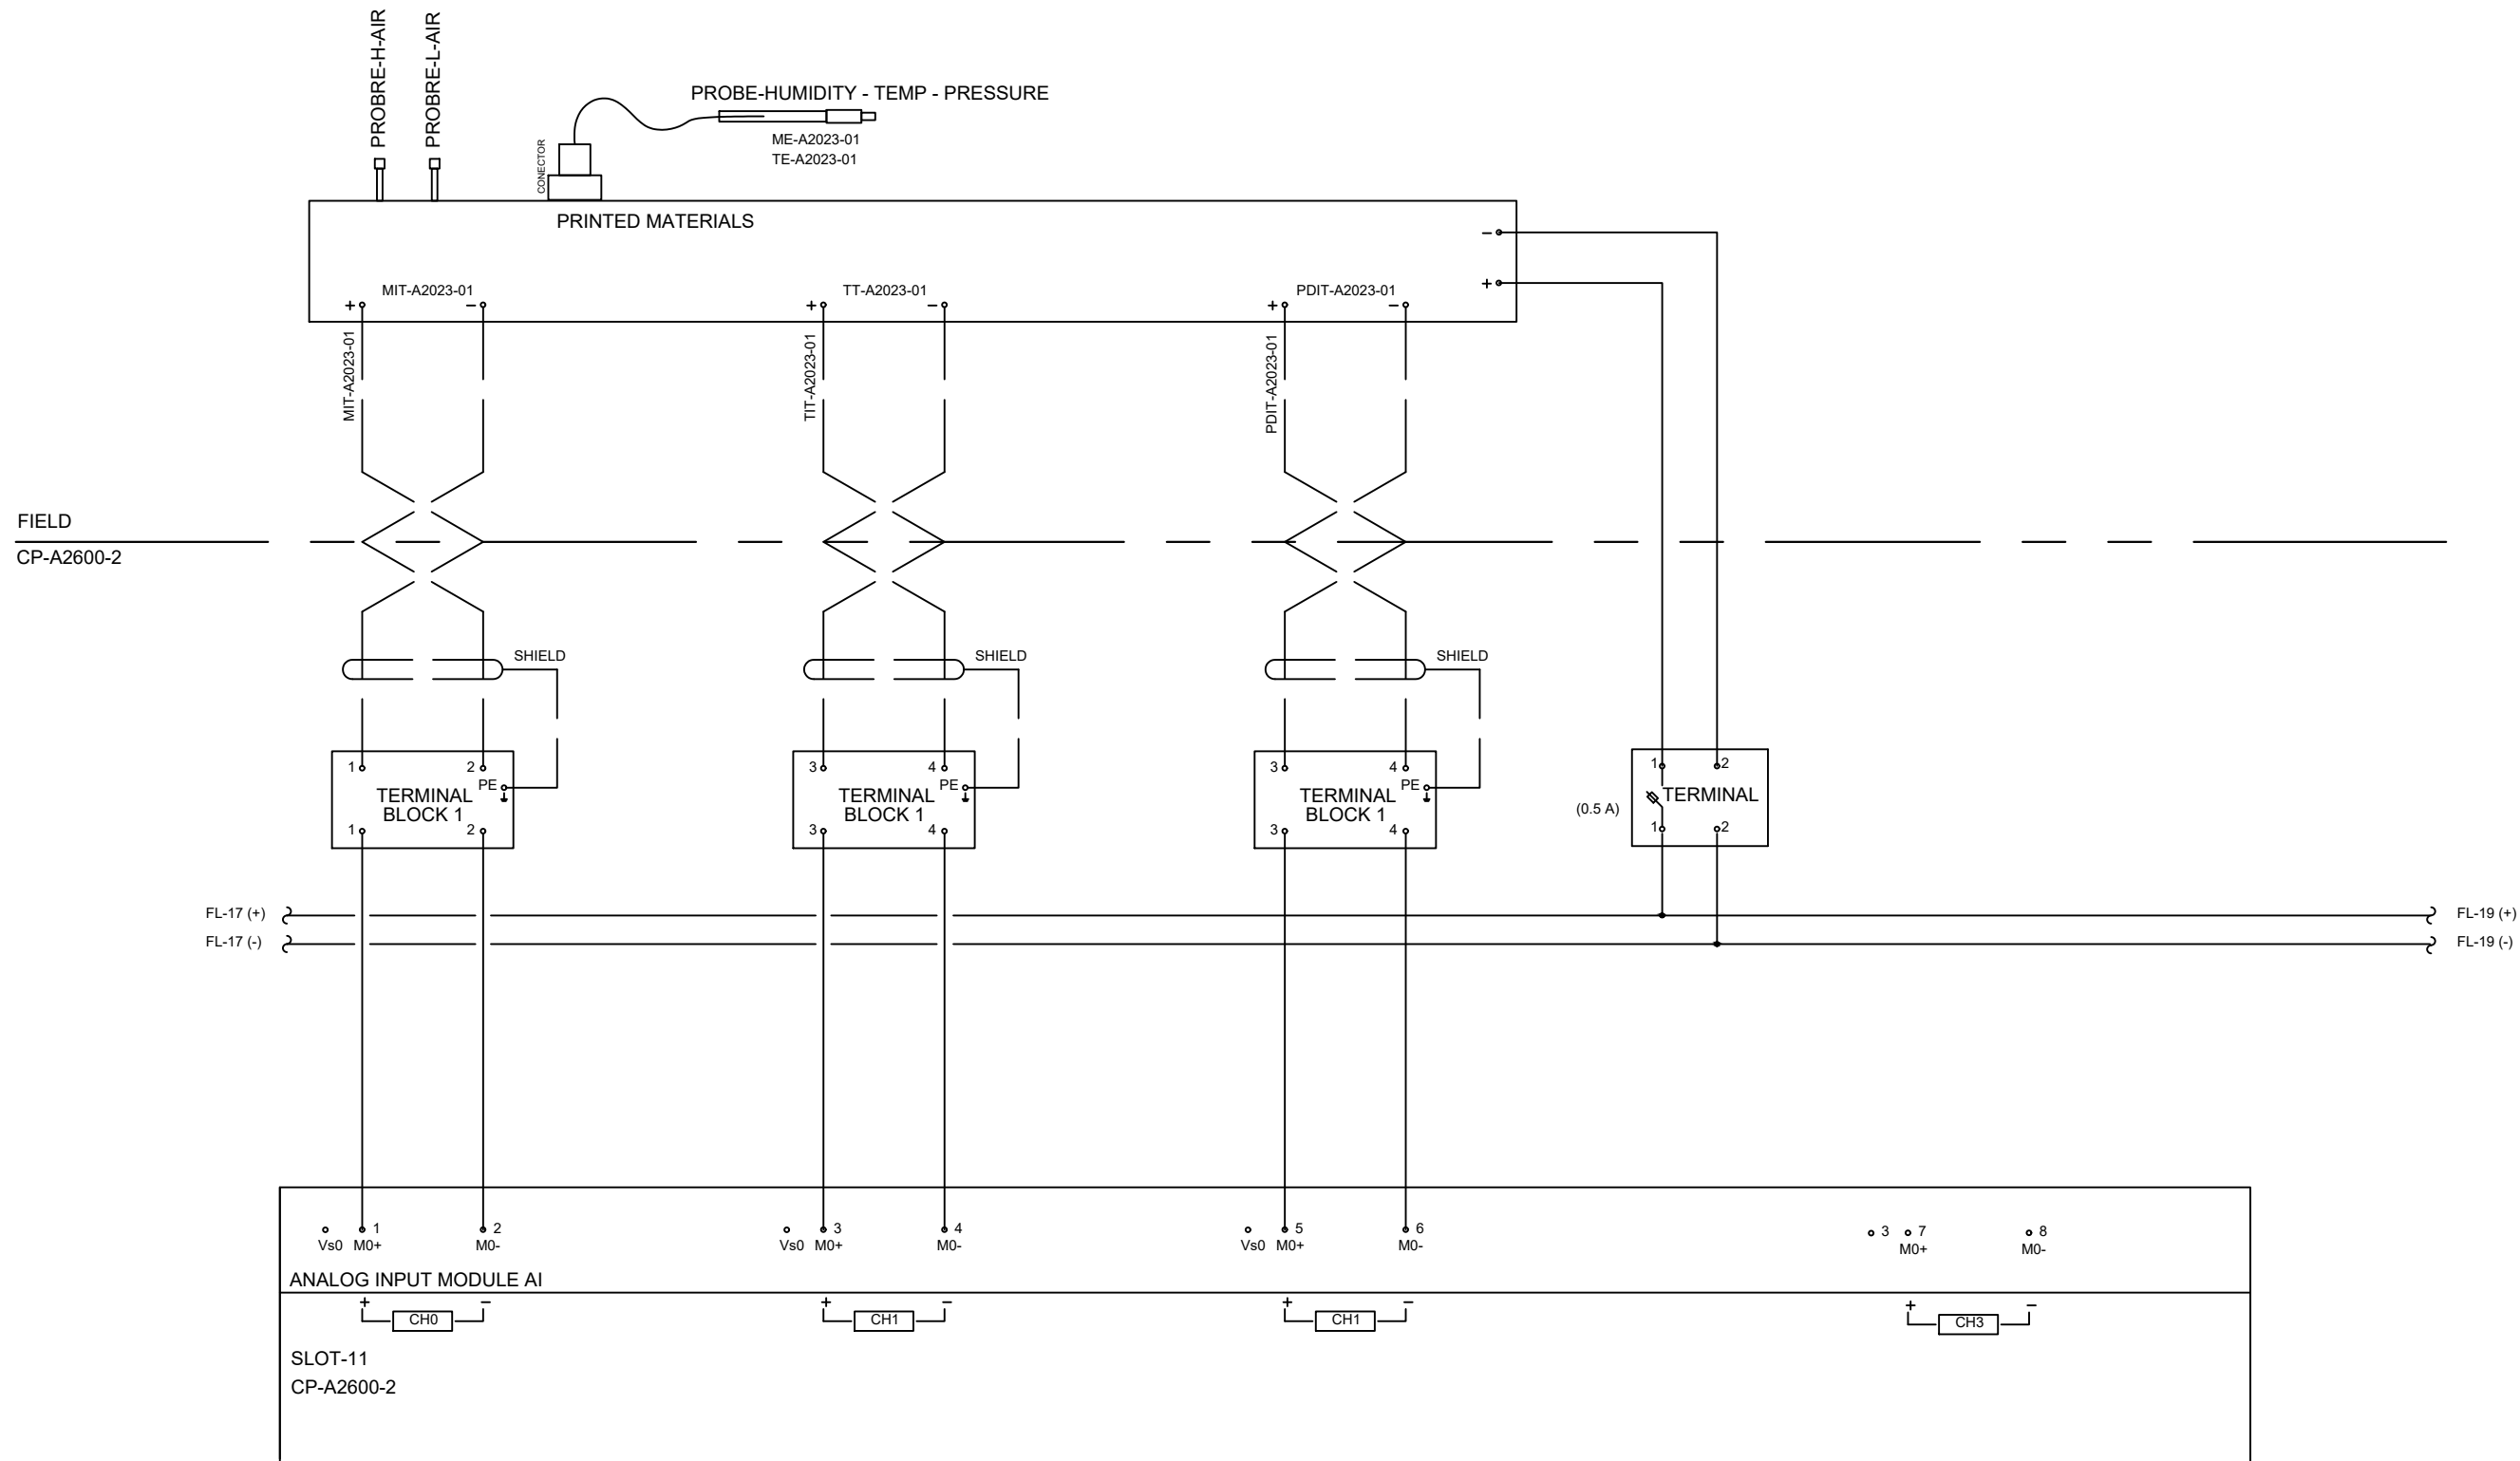 PROBRE-H-AIR
PROBRE-L-AIR
PROBE-HUMIDITY - TEMP - PRESSURE
ME-A2023-01
TE-A2023-01
CONECTOR
PRINTED MATERIALS
−
+
+ MIT-A2023-01 −
+ TT-A2023-01 −
+ PDIT-A2023-01 −
MIT-A2023-01
TIT-A2023-01
PDIT-A2023-01
FIELD
CP-A2600-2
SHIELD
SHIELD
SHIELD
1 2
PE
TERMINAL
BLOCK 1
1 2
3 4
PE
TERMINAL
BLOCK 1
3 4
3 4
PE
TERMINAL
BLOCK 1
3 4
1 2
(0.5 A)
TERMINAL
1 2
FL-17 (+)
FL-19 (+)
FL-17 (-)
FL-19 (-)
1 2
Vs0 M0+ M0-
3 4
Vs0 M0+ M0-
5 6
Vs0 M0+ M0-
3 7 8
M0+ M0-
ANALOG INPUT MODULE AI
+ CH0 −
+ CH1 −
+ CH1 −
+ CH3 −
SLOT-11
CP-A2600-2